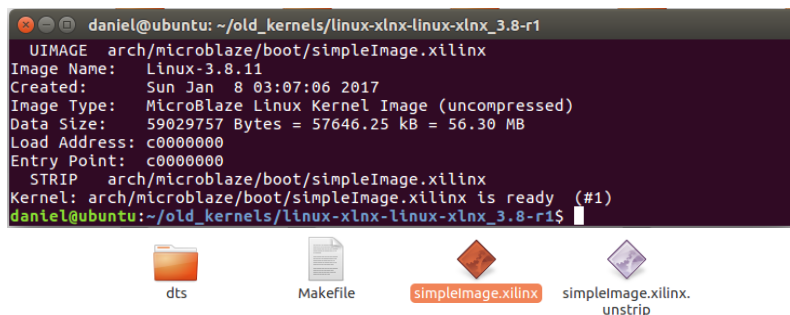 daniel@ubuntu: ~/old_kernels/linux-xlnx-linux-xlnx_3.8-r1
UIMAGE arch/microblaze/boot/simpleImage.xilinx
Image Name: Linux-3.8.11
Created: Sun Jan 8 03:07:06 2017
Image Type: MicroBlaze Linux Kernel Image (uncompressed)
Data Size: 59029757 Bytes = 57646.25 kB = 56.30 MB
Load Address: c0000000
Entry Point: c0000000
STRIP arch/microblaze/boot/simpleImage.xilinx
Kernel: arch/microblaze/boot/simpleImage.xilinx is ready (#1)
daniel@ubuntu:~/old_kernels/linux-xlnx-linux-xlnx_3.8-r1$
dts Makefile simpleImage.xilinx simpleImage.xilinx.
unstrip